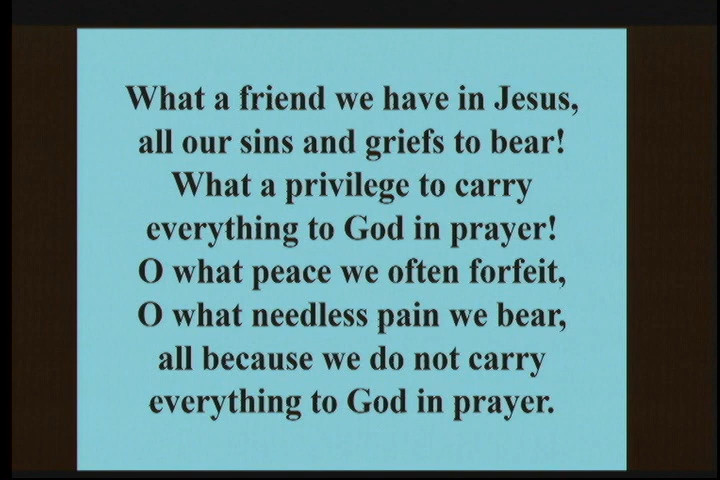 What a friend we have in Jesus,
all our sins and griefs to bear!
What a privilege to carry
everything to God in prayer!
O what peace we often forfeit,
O what needless pain we bear,
all because we do not carry
everything to God in prayer.